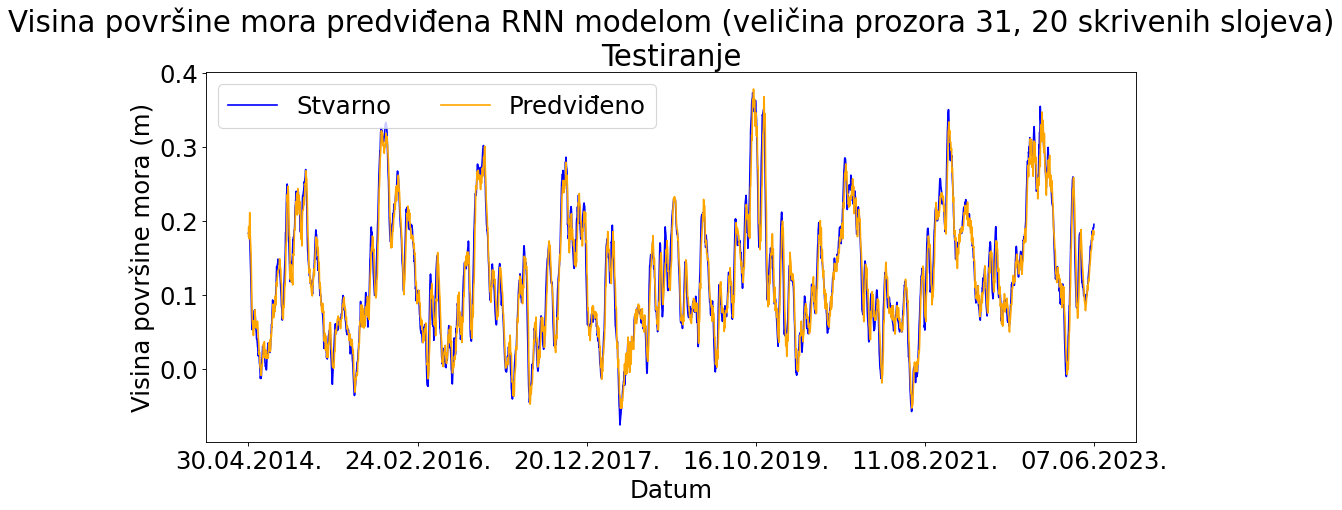 Visina površine mora predviđena RNN modelom (veličina prozora 31, 20 skrivenih slojeva)
Testiranje
Stvarno
Predviđeno
Visina površine mora (m)
0.4
0.3
0.2
0.1
0.0
30.04.2014.
24.02.2016.
20.12.2017.
16.10.2019.
11.08.2021.
07.06.2023.
Datum